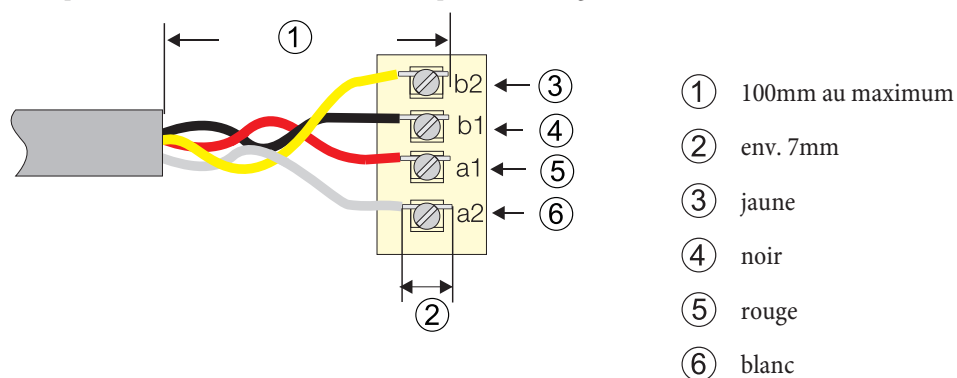 ①
b2 ③
b1 ④
a1 ⑤
a2 ⑥
②
① 100mm au maximum
② env. 7mm
③ jaune
④ noir
⑤ rouge
⑥ blanc